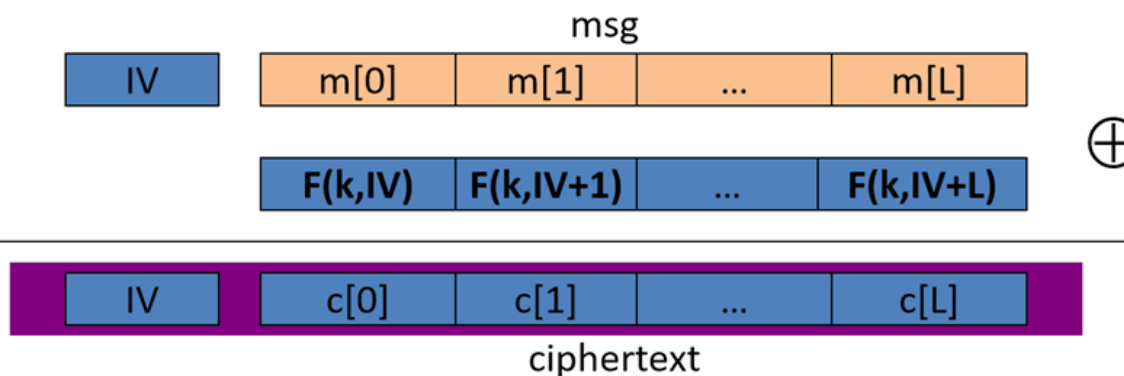 msg
IV m[0] m[1] ... m[L]
⊕
F(k,IV) F(k,IV+1) ... F(k,IV+L)
IV c[0] c[1] ... c[L]
ciphertext